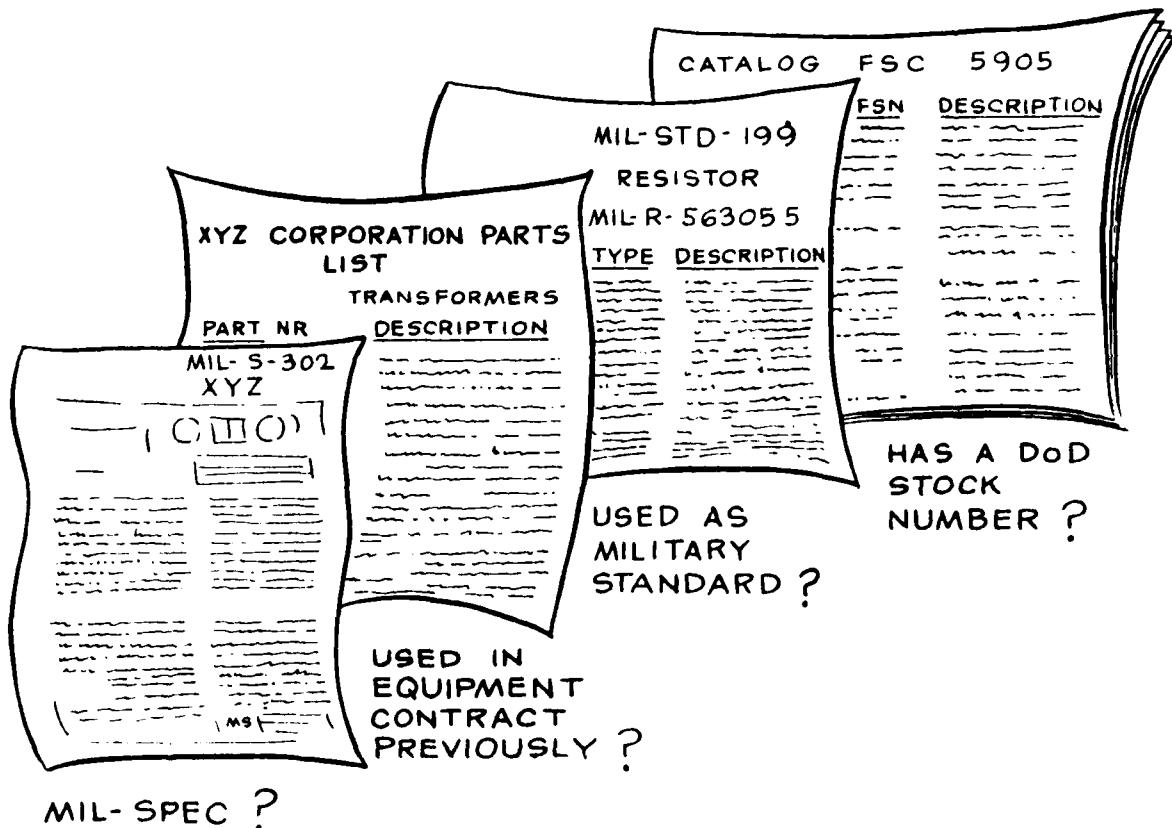 CATALOG FSC 5905
FSN DESCRIPTION
MIL-STD-199
RESISTOR
MIL-R-563055
TYPE DESCRIPTION
XYZ CORPORATION PARTS
LIST
TRANSFORMERS
PART NR DESCRIPTION
MIL-S-302
XYZ
MS
HAS A DoD
STOCK
NUMBER ?
USED AS
MILITARY
STANDARD ?
USED IN
EQUIPMENT
CONTRACT
PREVIOUSLY ?
MIL-SPEC ?